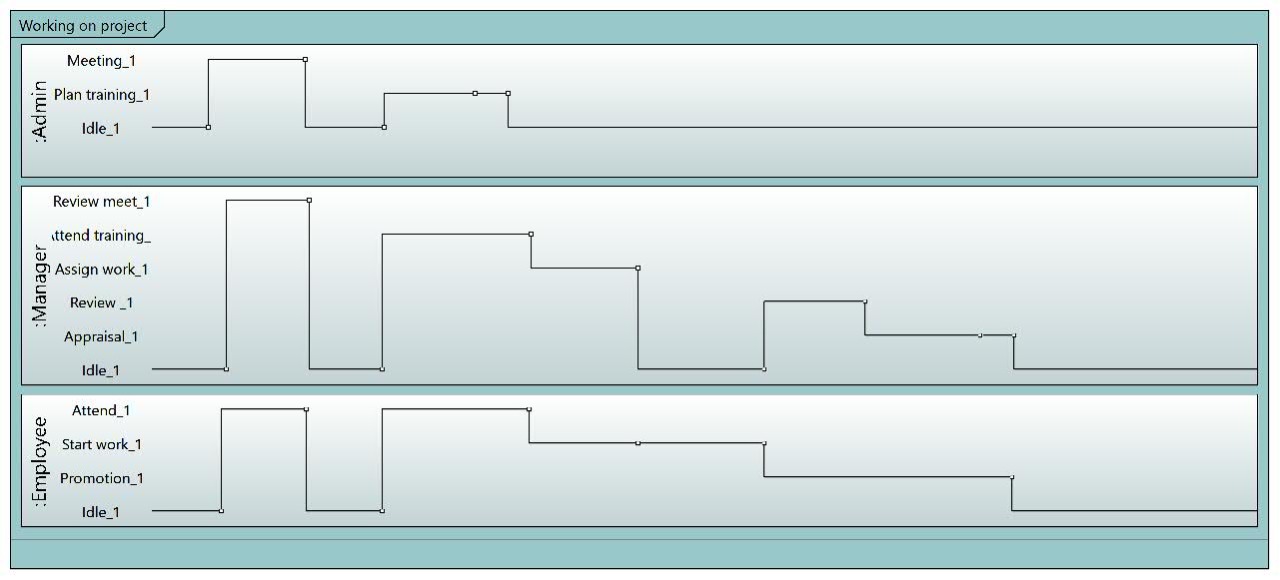 Working on project
:Admin
Meeting_1
Plan training_1
Idle_1
:Manager
Review meet_1
ttend training_
Assign work_1
Review _1
Appraisal_1
Idle_1
:Employee
Attend_1
Start work_1
Promotion_1
Idle_1